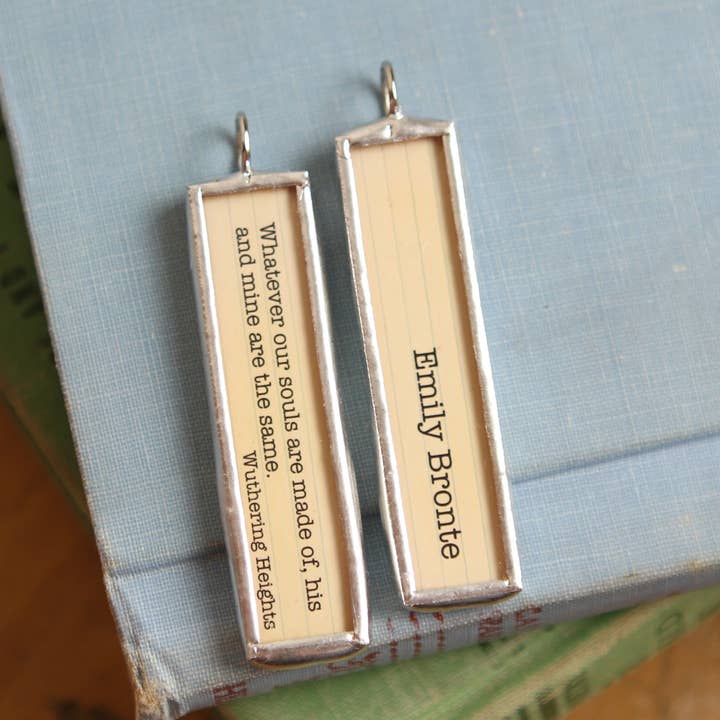 Whatever our souls are made of, his
and mine are the same.
Wuthering Heights
Emily Bronte